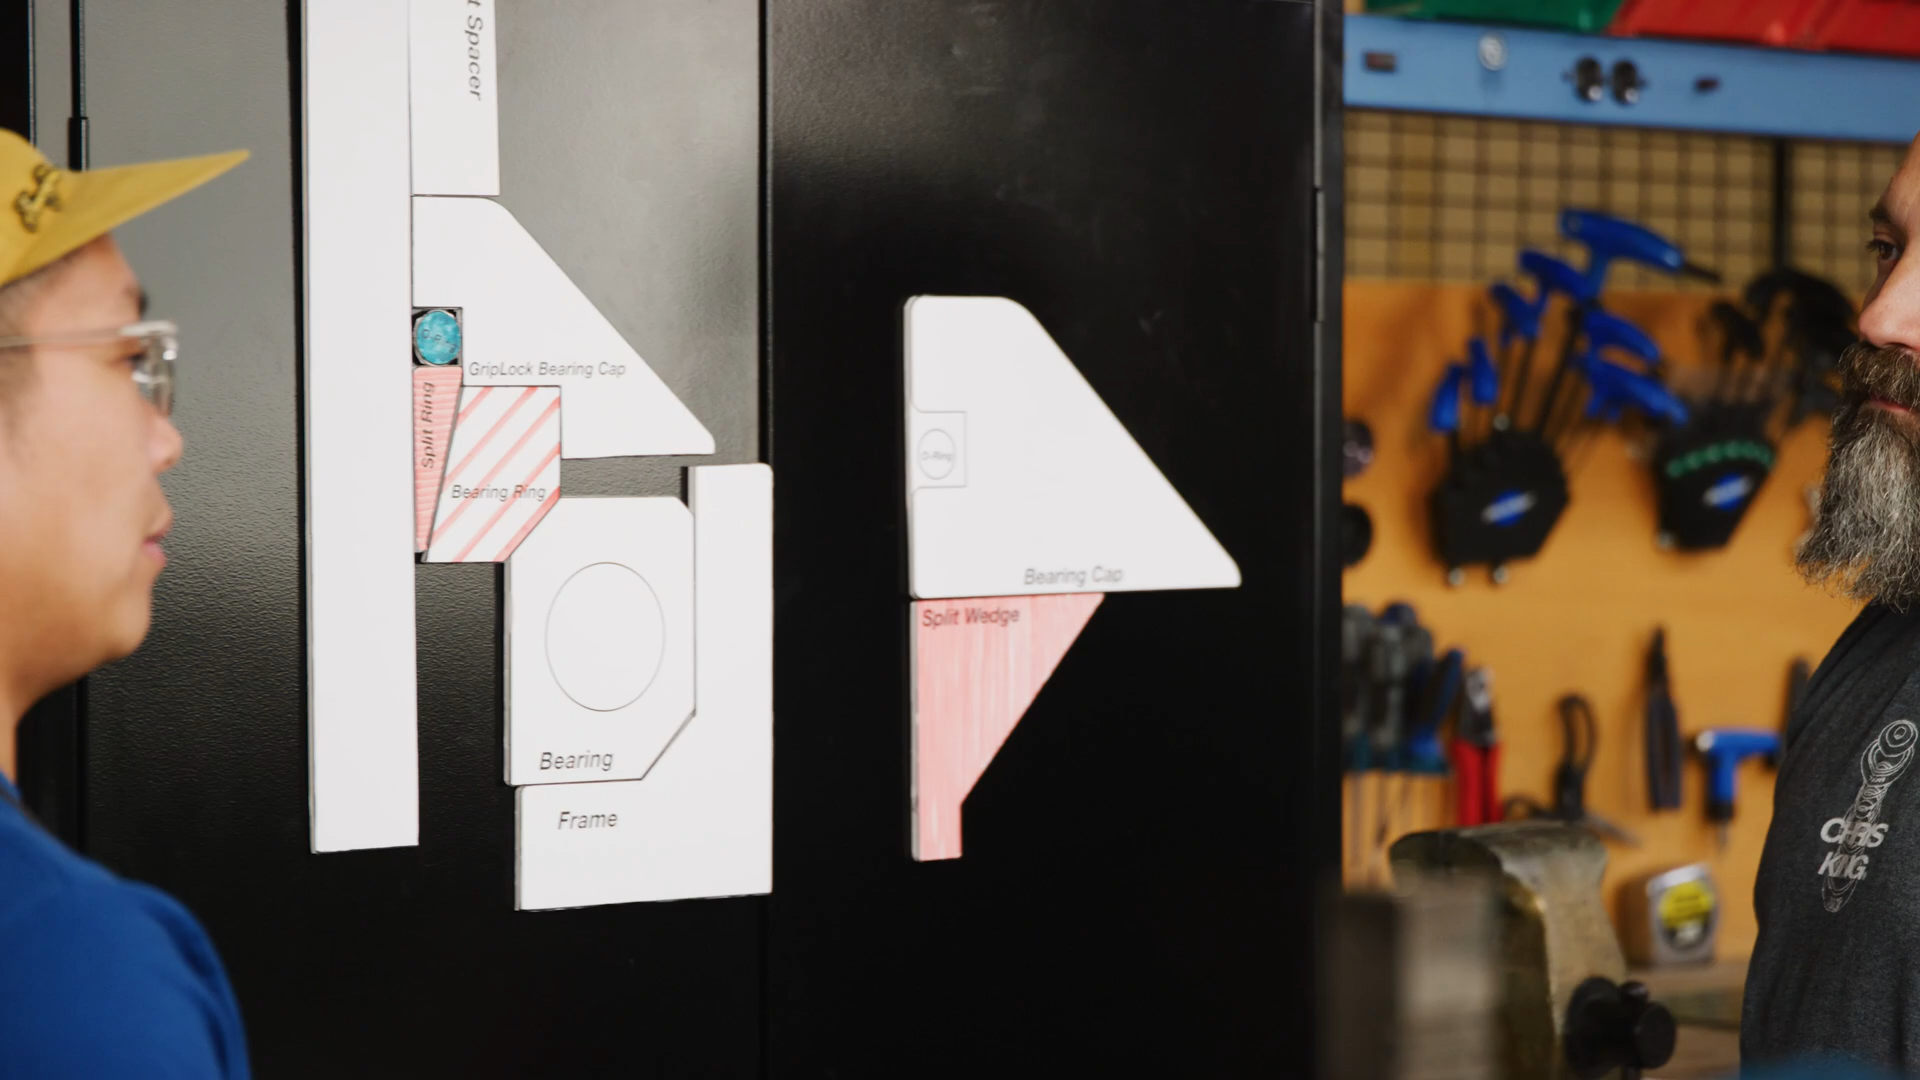 t Spacer
GripLock Bearing Cap
Split Ring
Bearing Ring
Bearing
Frame
O-Ring
Bearing Cap
Split Wedge
CHRIS
KING